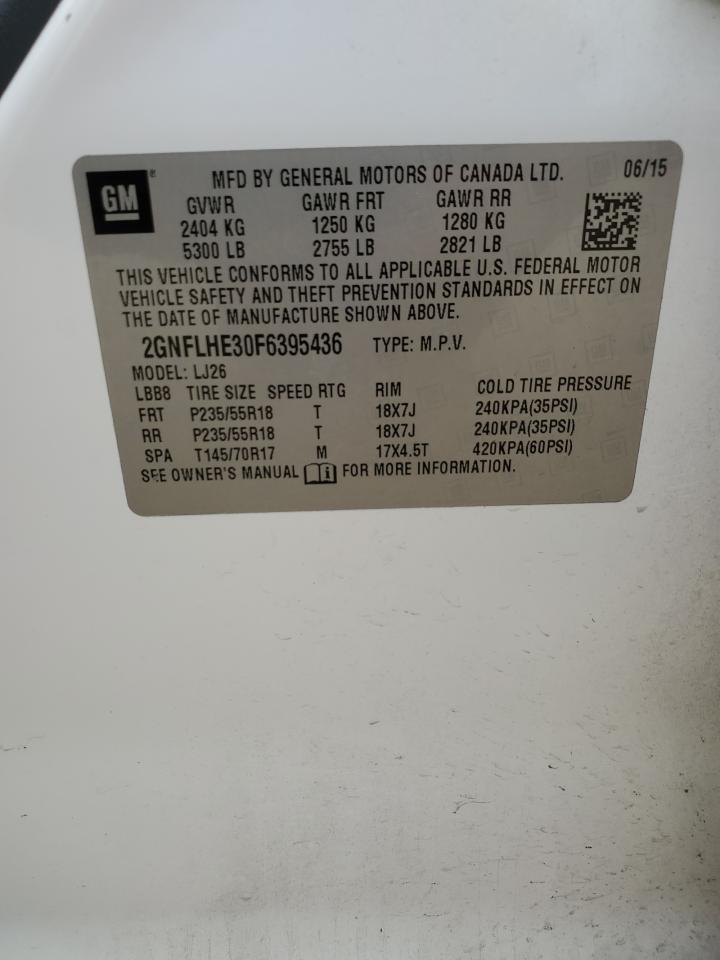 GM ®
MFD BY GENERAL MOTORS OF CANADA LTD. 06/15
GVWR GAWR FRT GAWR RR
2404 KG 1250 KG 1280 KG
5300 LB 2755 LB 2821 LB
THIS VEHICLE CONFORMS TO ALL APPLICABLE U.S. FEDERAL MOTOR
VEHICLE SAFETY AND THEFT PREVENTION STANDARDS IN EFFECT ON
THE DATE OF MANUFACTURE SHOWN ABOVE.
2GNFLHE30F6395436 TYPE: M.P.V.
MODEL: LJ26
LBB8 TIRE SIZE SPEED RTG RIM COLD TIRE PRESSURE
FRT P235/55R18 T 18X7J 240KPA(35PSI)
RR P235/55R18 T 18X7J 240KPA(35PSI)
SPA T145/70R17 M 17X4.5T 420KPA(60PSI)
SEE OWNER'S MANUAL i FOR MORE INFORMATION.